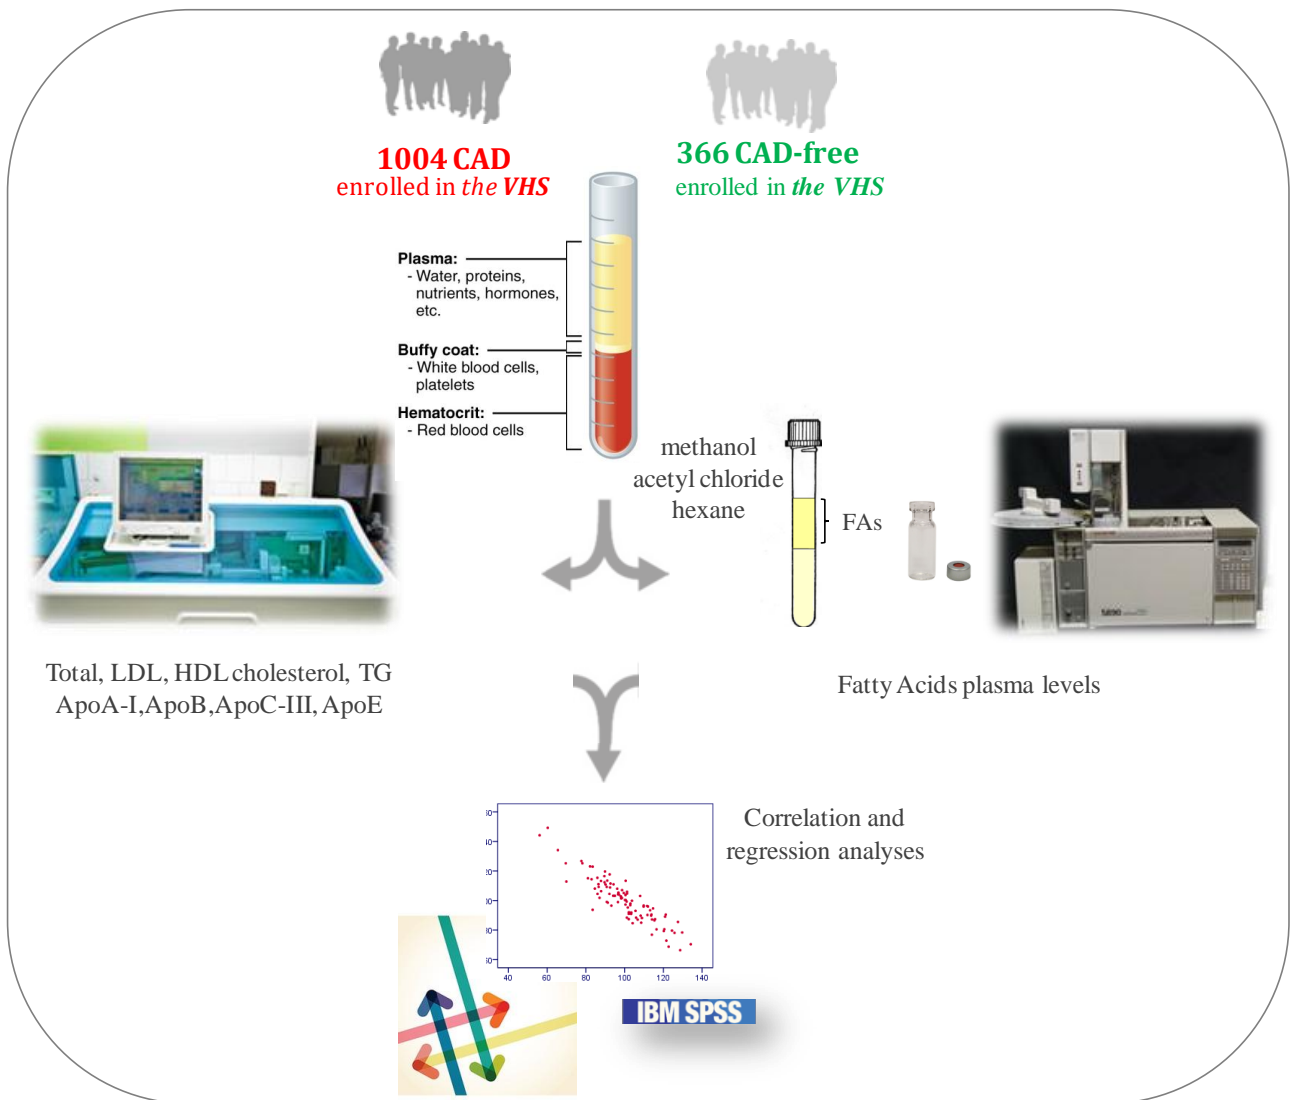 1004 CAD
enrolled in the VHS
366 CAD-free
enrolled in the VHS
Plasma:
- Water, proteins,
nutrients, hormones,
etc.
Buffy coat:
- White blood cells,
platelets
Hematocrit:
- Red blood cells
methanol
acetyl chloride
hexane
FAs
5890
Total, LDL, HDL cholesterol, TG
ApoA-I,ApoB,ApoC-III, ApoE
Fatty Acids plasma levels
Correlation and
regression analyses
40
60
80
100
120
140
IBM SPSS